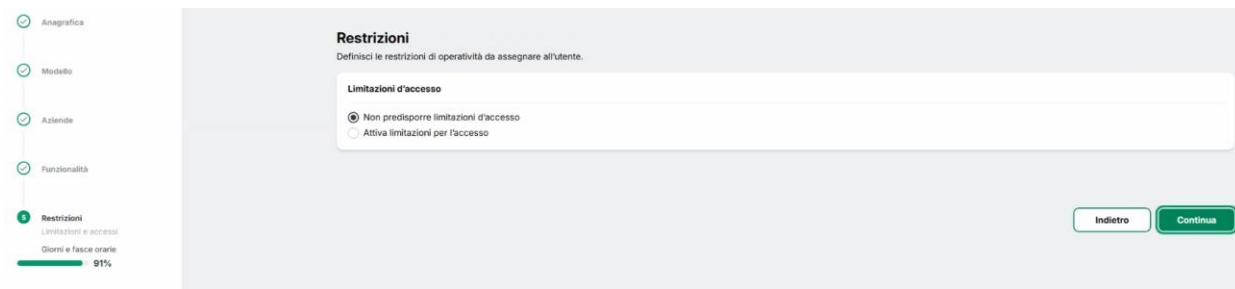 Anagrafica
Modello
Aziende
Funzionalità
5 Restrizioni
Limitazioni e accessi
Giorni e fasce orarie
91%
Restrizioni
Definisci le restrizioni di operatività da assegnare all'utente.
Limitazioni d'accesso
Non predisporre limitazioni d'accesso
Attiva limitazioni per l'accesso
Indietro
Continua